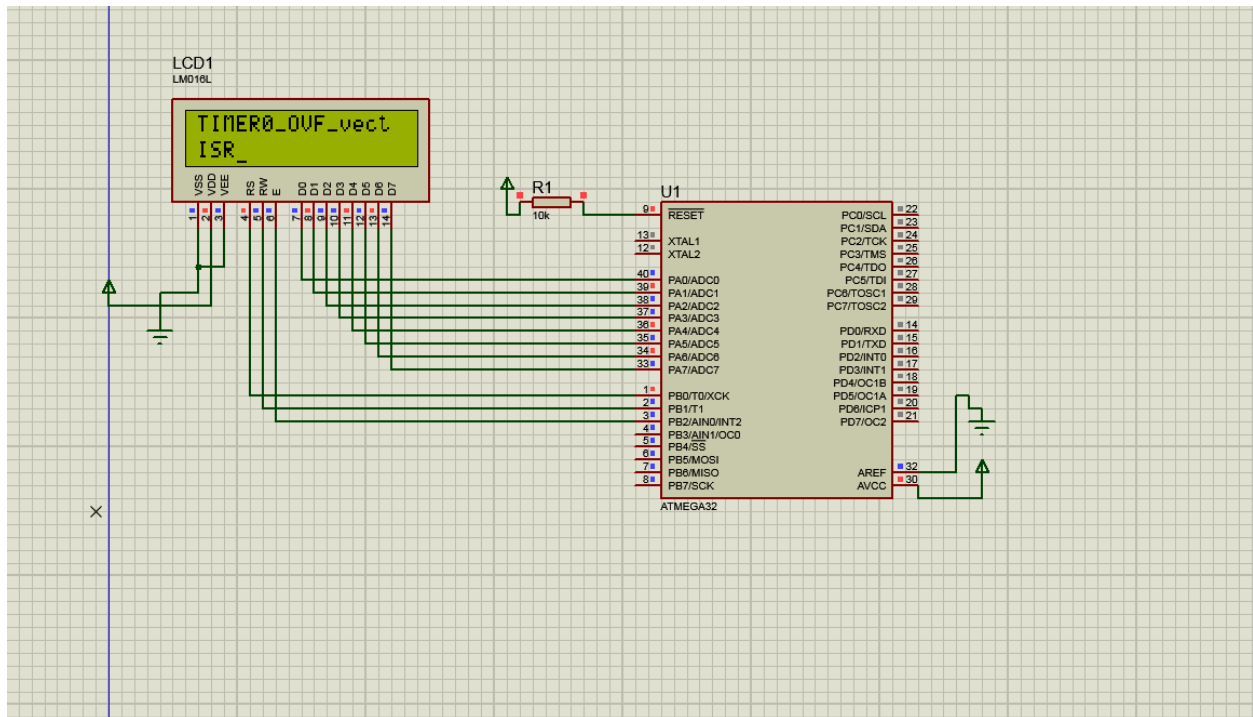 LCD1
LM016L
TIMER0_OVF_vect
ISR_
VSS
VDD
VEE
RS
RW
E
D0
D1
D2
D3
D4
D5
D6
D7
1
2
3
4
5
6
7
8
9
10
11
12
13
14
R1
10k
U1
9 RESET
13 XTAL1
12 XTAL2
40 PA0/ADC0
39 PA1/ADC1
38 PA2/ADC2
37 PA3/ADC3
36 PA4/ADC4
35 PA5/ADC5
34 PA6/ADC6
33 PA7/ADC7
1 PB0/T0/XCK
2 PB1/T1
3 PB2/AIN0/INT2
4 PB3/AIN1/OC0
5 PB4/SS
6 PB5/MOSI
7 PB6/MISO
8 PB7/SCK
PC0/SCL 22
PC1/SDA 23
PC2/TCK 24
PC3/TMS 25
PC4/TDO 26
PC5/TDI 27
PC6/TOSC1 28
PC7/TOSC2 29
PD0/RXD 14
PD1/TXD 15
PD2/INT0 16
PD3/INT1 17
PD4/OC1B 18
PD5/OC1A 19
PD6/ICP1 20
PD7/OC2 21
AREF 32
AVCC 30
ATMEGA32